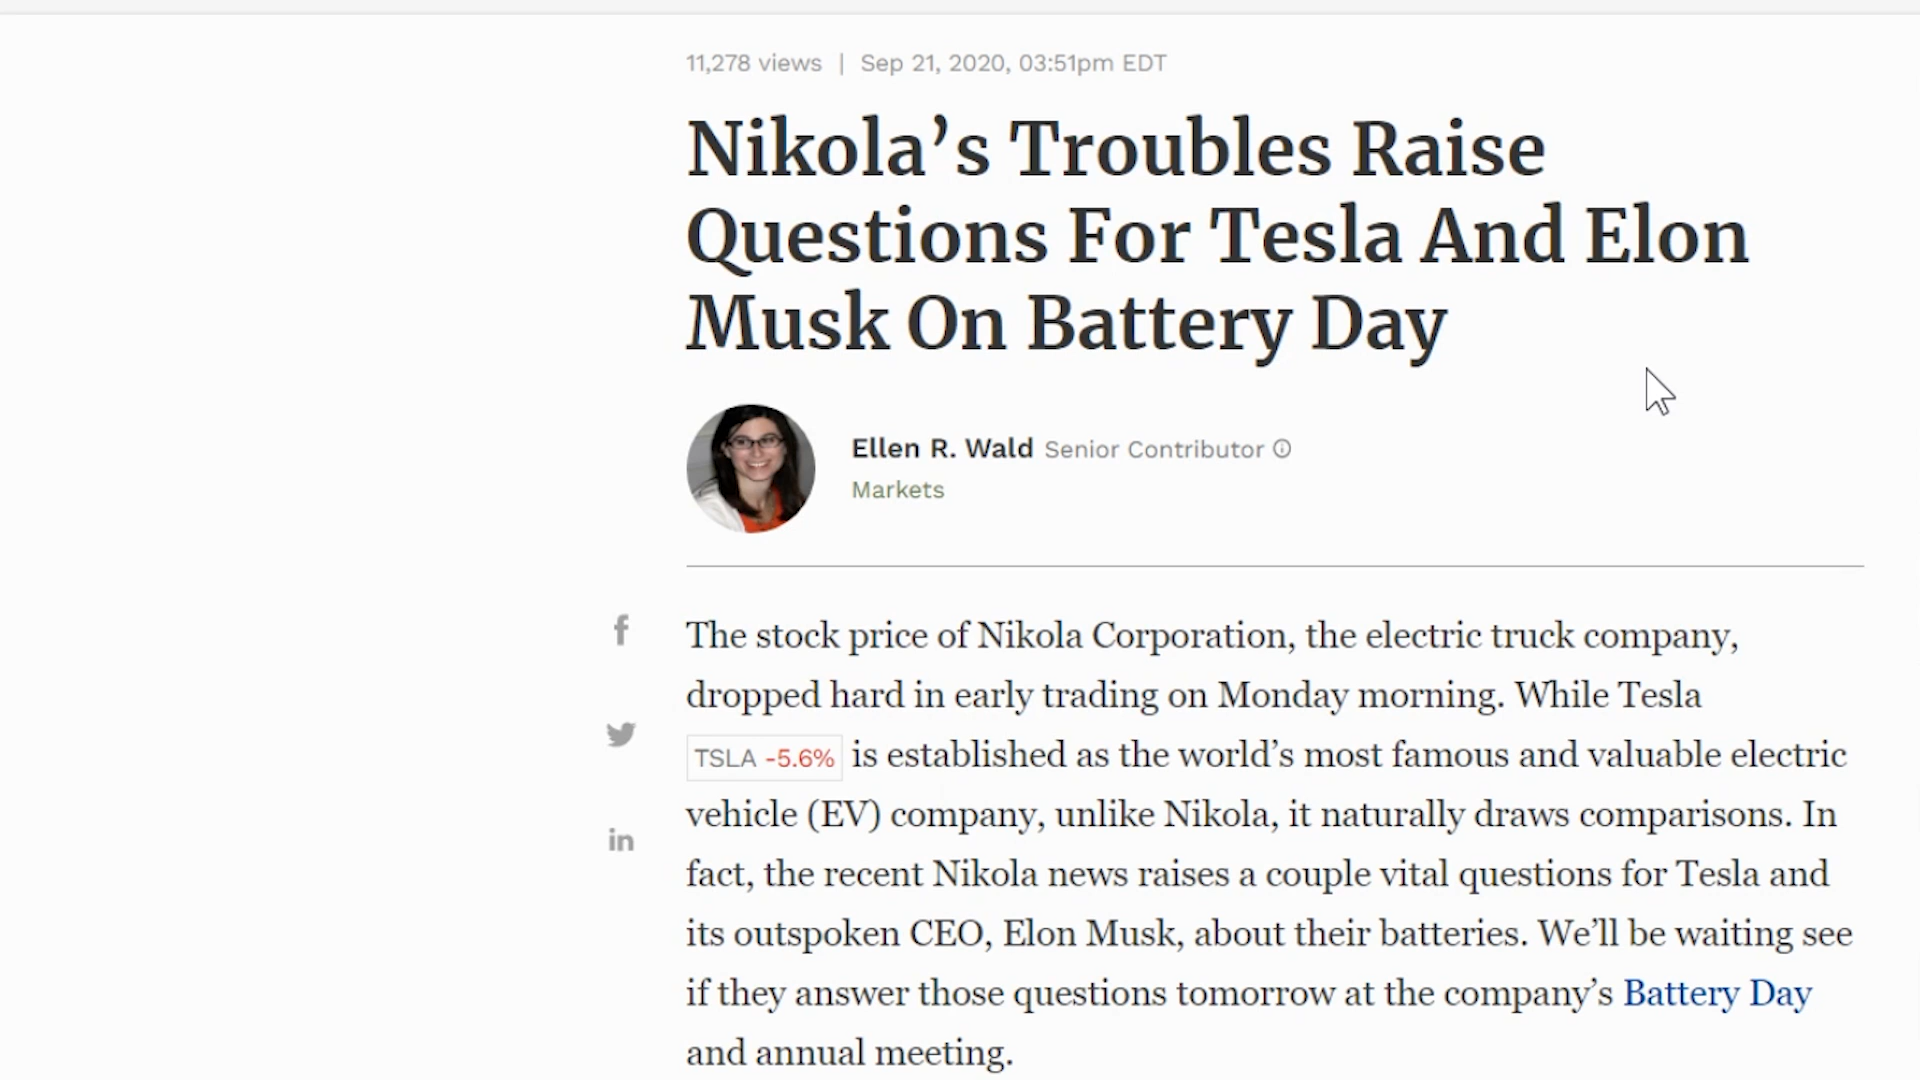 11,278 views | Sep 21, 2020, 03:51pm EDT
Nikola’s Troubles Raise
Questions For Tesla And Elon
Musk On Battery Day
Ellen R. Wald Senior Contributor
Markets
The stock price of Nikola Corporation, the electric truck company,
dropped hard in early trading on Monday morning. While Tesla
TSLA -5.6% is established as the world’s most famous and valuable electric
vehicle (EV) company, unlike Nikola, it naturally draws comparisons. In
fact, the recent Nikola news raises a couple vital questions for Tesla and
its outspoken CEO, Elon Musk, about their batteries. We’ll be waiting see
if they answer those questions tomorrow at the company’s Battery Day
and annual meeting.